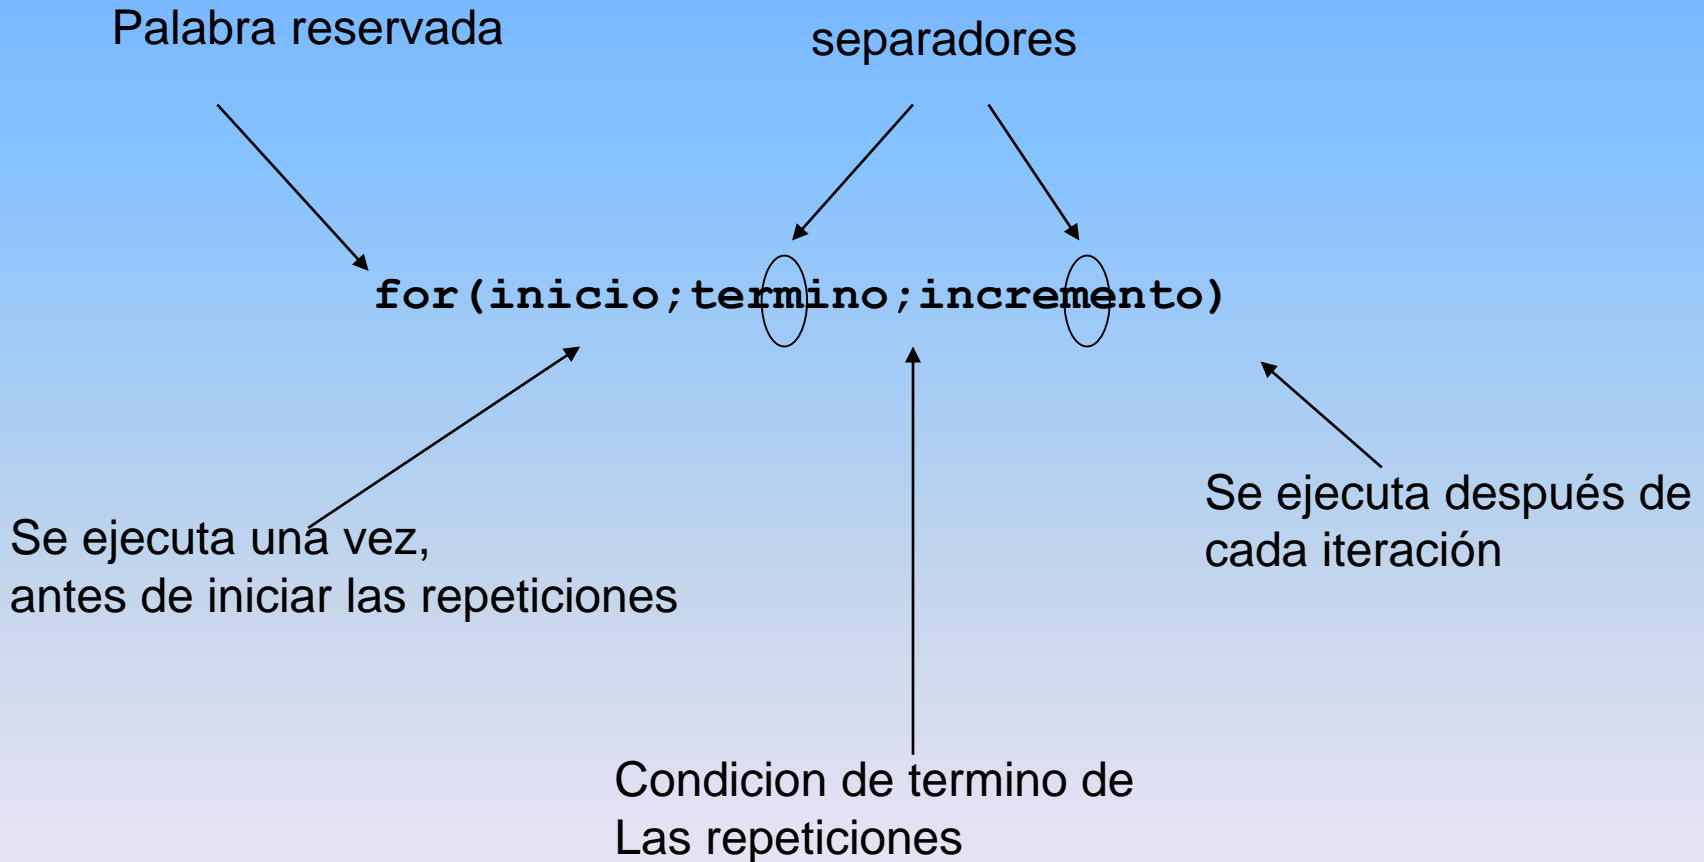 Palabra reservada
separadores
for(inicio;termino;incremento)
Se ejecuta una vez,
antes de iniciar las repeticiones
Se ejecuta después de
cada iteración
Condicion de termino de
Las repeticiones